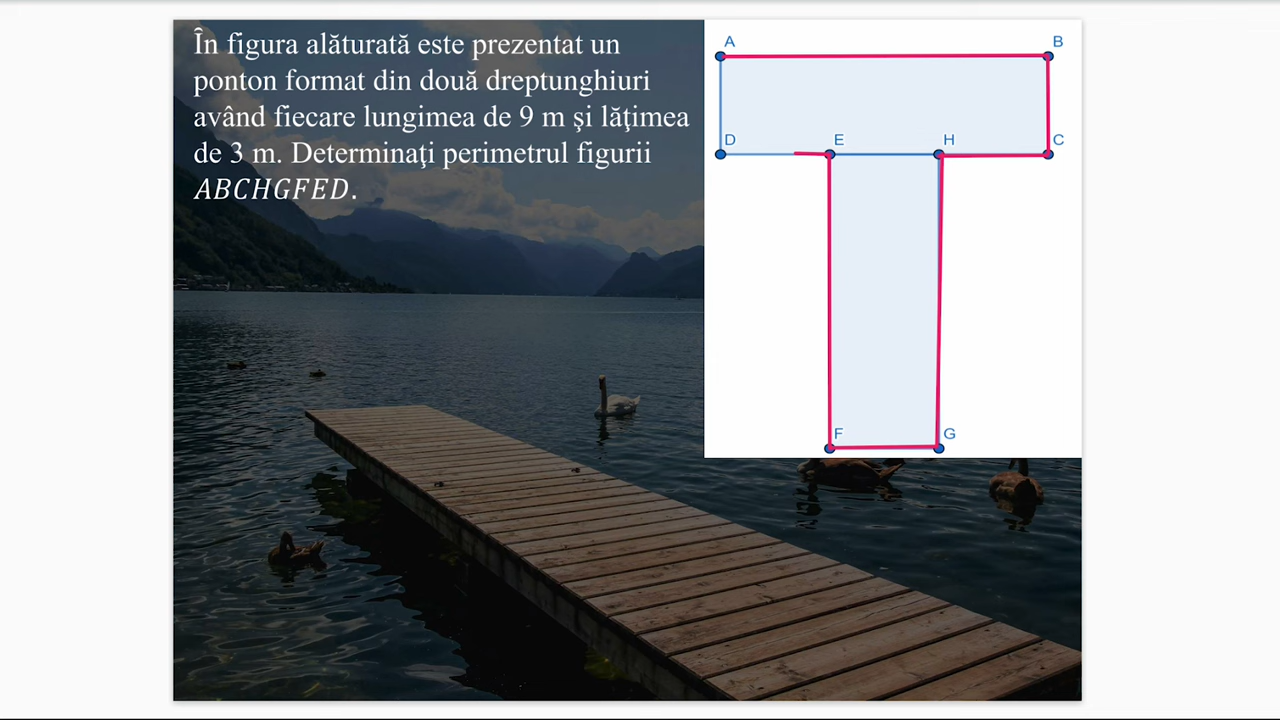 În figura alăturată este prezentat un
ponton format din două dreptunghiuri
având fiecare lungimea de 9 m şi lăţimea
de 3 m. Determinaţi perimetrul figurii
ABCHGFED.
A B
D E H C
F G